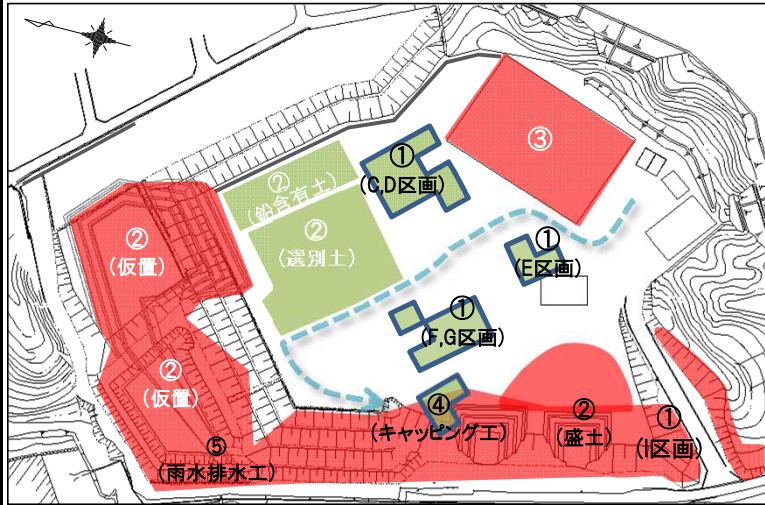 ③
①
(C,D区画)
②
(鉛含有土)
②
(選別土)
②
(仮置)
①
(E区画)
①
(F,G区画)
②
(仮置)
④
(キャッピング工)
②
(盛土)
①
(I区画)
⑤
(雨水排水工)